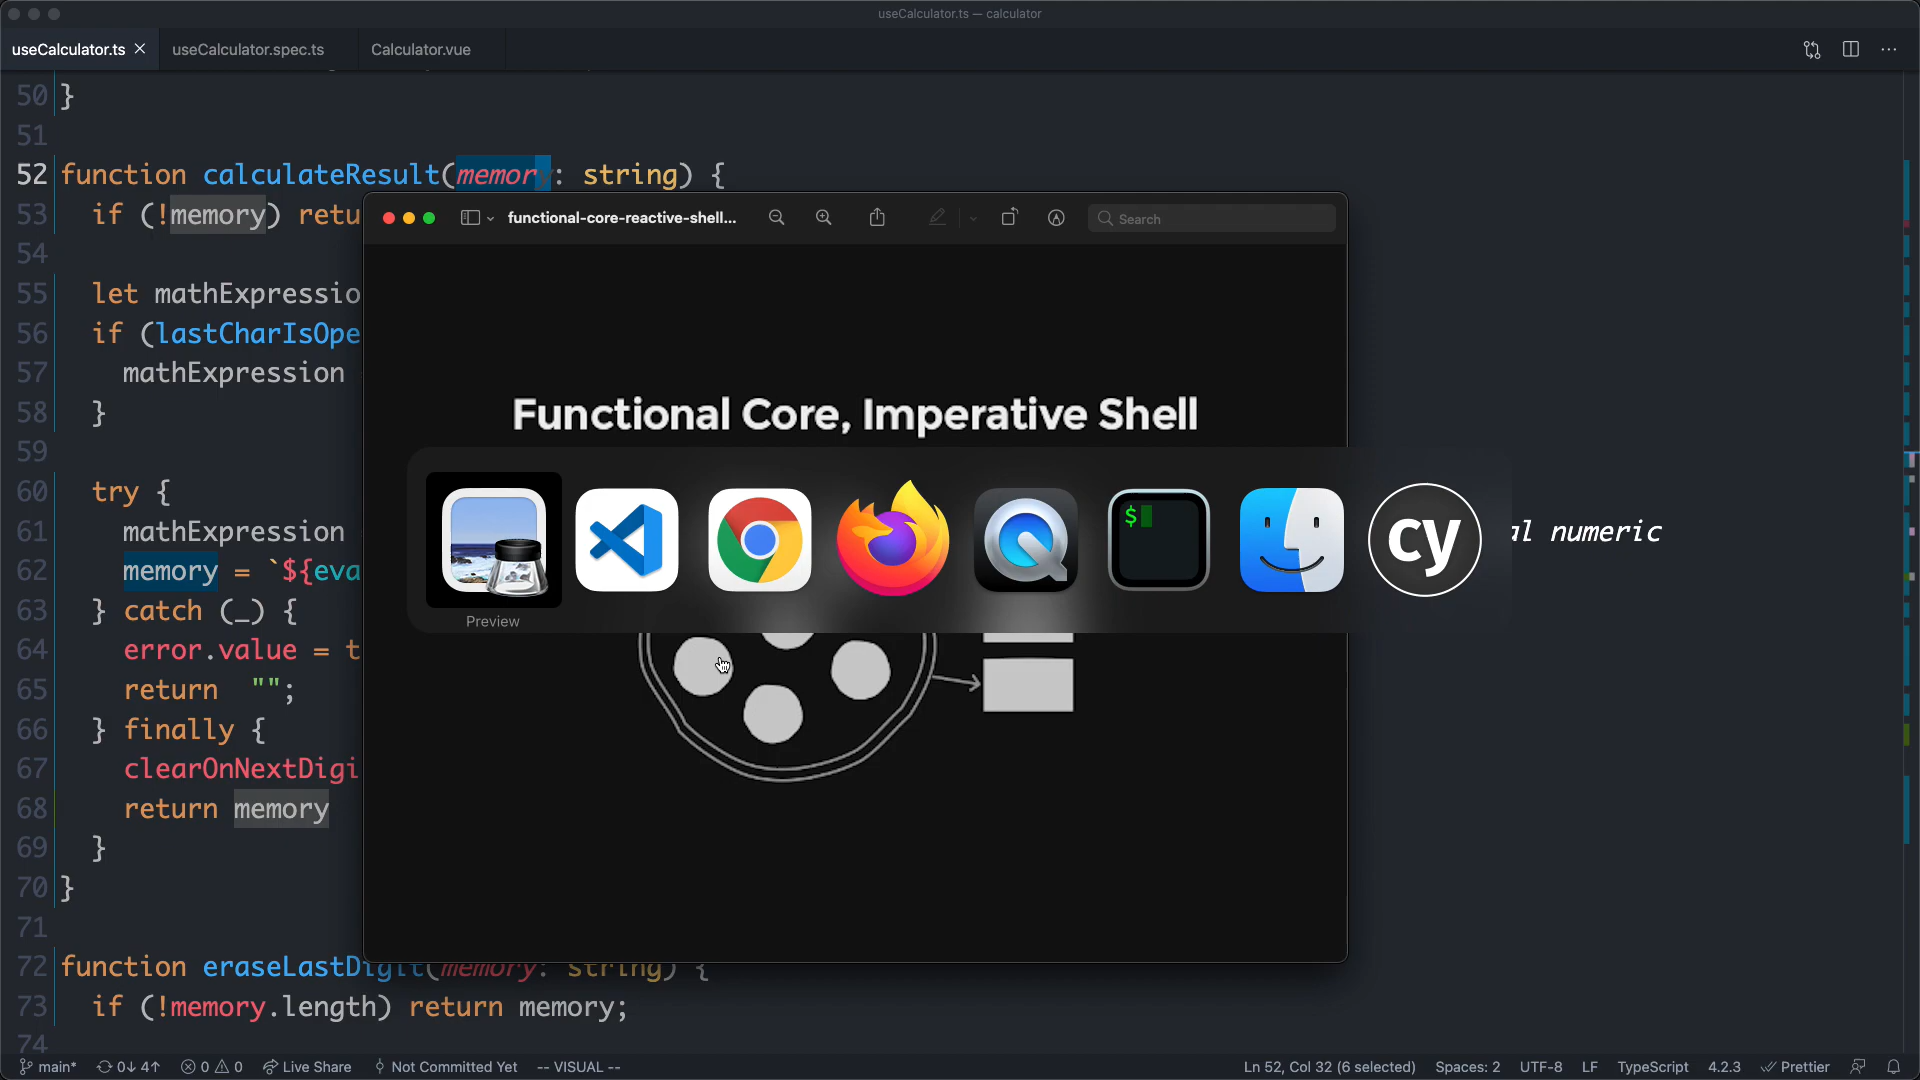 useCalculator.ts — calculator
useCalculator.ts
useCalculator.spec.ts
Calculator.vue
50 }
51
52 function calculateResult(memor : string) {
53 if (!memory) retu
54
55 let mathExpressio
56 if (lastCharIsOpe
57 mathExpression
58 }
59
60 try {
61 mathExpression
62 memory = `${eva
63 } catch (_) {
64 error.value = t
65 return "";
66 } finally {
67 clearOnNextDigi
68 return memory
69 }
70 }
71
72 function eraseLastDigit(memory: string) {
73 if (!memory.length) return memory;
74
functional-core-reactive-shell...
Search
Functional Core, Imperative Shell
$
cy
Preview
al numeric
main*
0↓ 4↑
0
0
Live Share
Not Committed Yet
-- VISUAL --
Ln 52, Col 32 (6 selected)
Spaces: 2
UTF-8
LF
TypeScript
4.2.3
Prettier